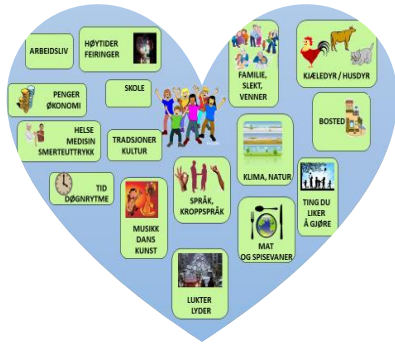 ARBEIDSLIV
HØYTIDER
FEIRINGER
FAMILIE,
SLEKT,
VENNER
KJÆLEDYR / HUSDYR
PENGER
ØKONOMI
SKOLE
BOSTED
HELSE
MEDISIN
SMERTEUTTRYKK
TRADSJONER
KULTUR
KLIMA, NATUR
TID
DØGNRYTME
MUSIKK
DANS
KUNST
SPRÅK,
KROPPSPRÅK
TING DU
LIKER
Å GJØRE
MAT
OG SPISEVANER
LUKTER
LYDER